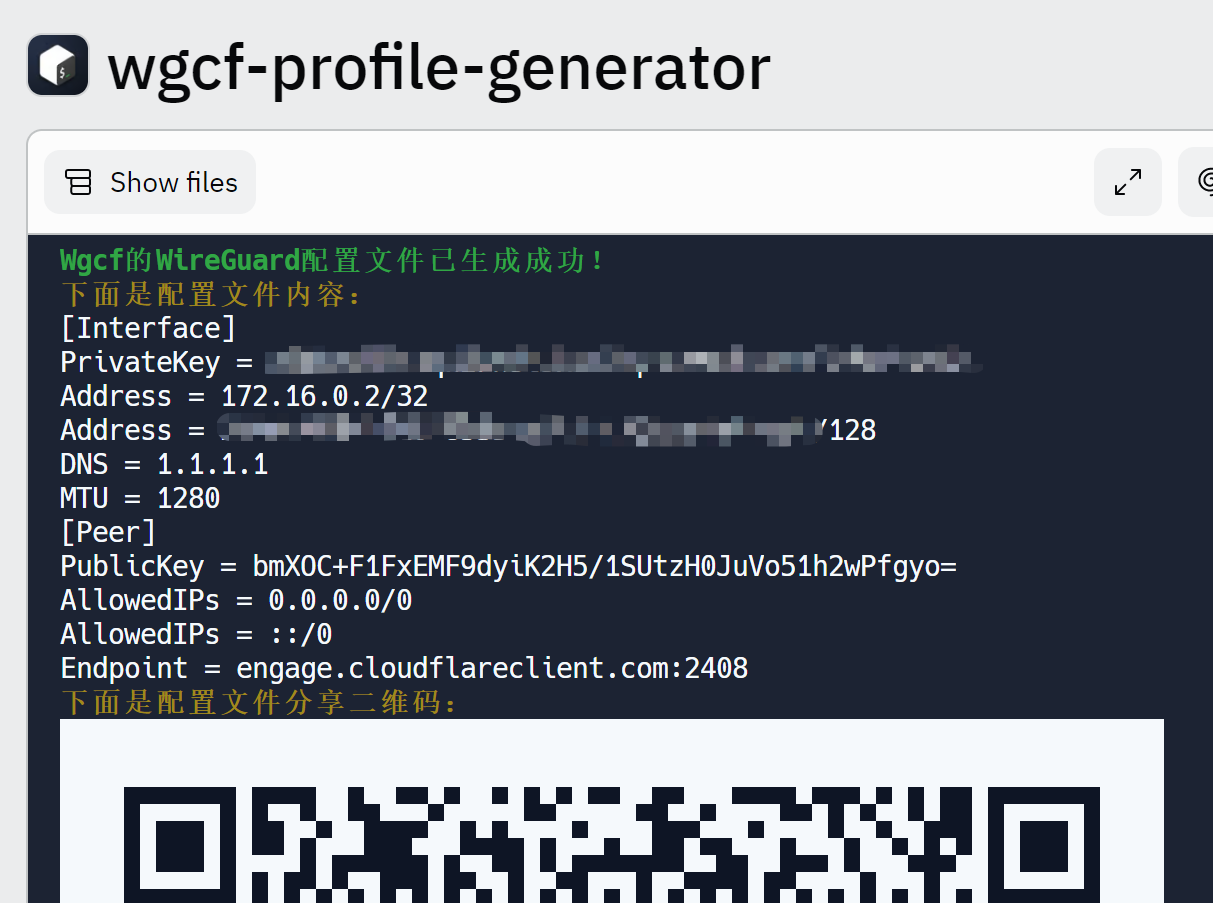 wgcf-profile-generator
Show files
Wgcf的WireGuard配置文件已生成成功!
下面是配置文件内容:
[Interface]
PrivateKey =
Address = 172.16.0.2/32
Address = /128
DNS = 1.1.1.1
MTU = 1280
[Peer]
PublicKey = bmXOC+F1FxEMF9dyiK2H5/1SUtzH0JuVo51h2wPfgyo=
AllowedIPs = 0.0.0.0/0
AllowedIPs = ::/0
Endpoint = engage.cloudflareclient.com:2408
下面是配置文件分享二维码: